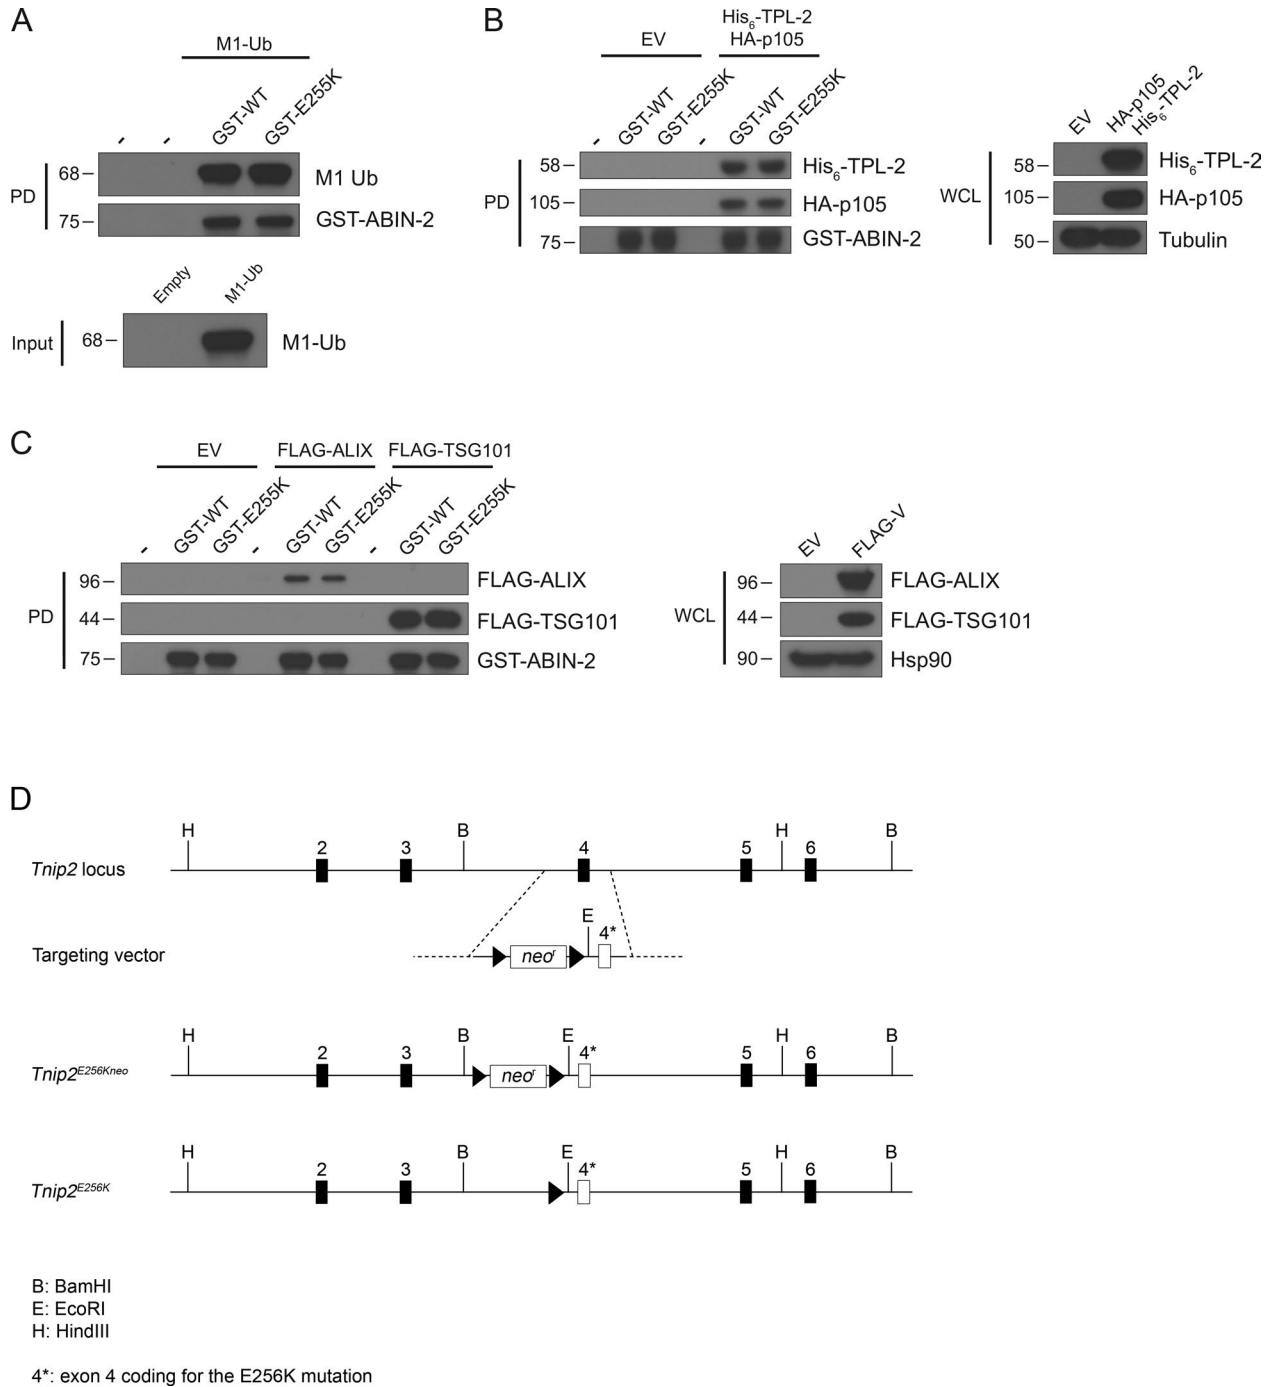 A
M1-Ub
- - GST-WT GST-E255K
PD
68 M1 Ub
75 GST-ABIN-2
Empty M1-Ub
Input 68 M1-Ub
B
His6-TPL-2
EV HA-p105
- GST-WT GST-E255K - GST-WT GST-E255K
PD
58 His6-TPL-2
105 HA-p105
75 GST-ABIN-2
EV HA-p105 His6-TPL-2
WCL
58 His6-TPL-2
105 HA-p105
50 Tubulin
C
EV FLAG-ALIX FLAG-TSG101
- GST-WT GST-E255K - GST-WT GST-E255K - GST-WT GST-E255K
PD
96 FLAG-ALIX
44 FLAG-TSG101
75 GST-ABIN-2
EV FLAG-V
WCL
96 FLAG-ALIX
44 FLAG-TSG101
90 Hsp90
D
H 2 3 B 4 5 H 6 B
Tnip2 locus
E
4*
Targeting vector neor
H 2 3 B E 4* 5 H 6 B
Tnip2E256Kneo neor
H 2 3 B E 4* 5 H 6 B
Tnip2E256K
B: BamHI
E: EcoRI
H: HindIII
4*: exon 4 coding for the E256K mutation